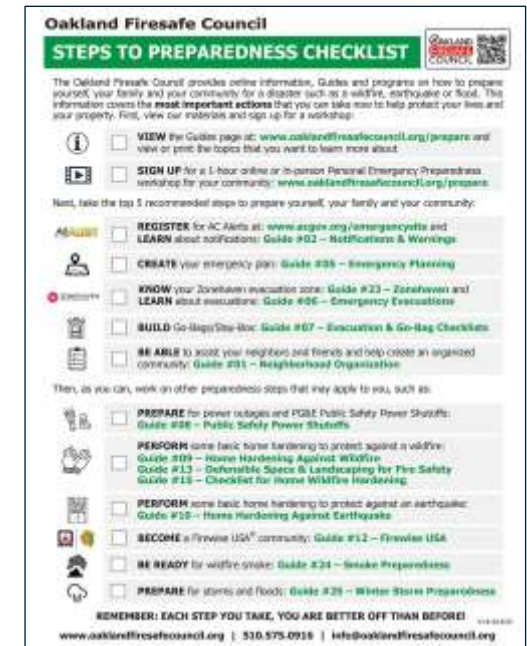 Oakland Firesafe Council
STEPS TO PREPAREDNESS CHECKLIST
OAKLAND
FIRESAFE
COUNCIL
The Oakland Firesafe Council provides online information, Guides and programs on how to prepare
yourself, your family and your community for a disaster such as a wildfire, earthquake or flood. This
information covers the most important actions that you can take now to help protect your lives and
your property. First, view our materials and sign up for a workshop:
VIEW the Guides page at: www.oaklandfiresafecouncil.org/prepare and
view or print the topics that you want to learn more about
SIGN UP for a 1-hour online or in-person Personal Emergency Preparedness
workshop for your community: www.oaklandfiresafecouncil.org/prepare
Next, take the top 5 recommended steps to prepare yourself, your family and your community:
REGISTER for AC Alerts at: www.acgov.org/emergencysite and
LEARN about notifications: Guide #02 – Notifications & Warnings
CREATE your emergency plan: Guide #05 – Emergency Planning
KNOW your Zonehaven evacuation zone: Guide #23 – Zonehaven and
LEARN about evacuations: Guide #06 – Emergency Evacuations
BUILD Go-Bags/Stay-Box: Guide #07 – Evacuation & Go-Bag Checklists
BE ABLE to assist your neighbors and friends and help create an organized
community: Guide #01 – Neighborhood Organization
Then, as you can, work on other preparedness steps that may apply to you, such as:
PREPARE for power outages and PG&E Public Safety Power Shutoffs:
Guide #08 – Public Safety Power Shutoffs
PERFORM some basic home hardening to protect against a wildfire:
Guide #09 – Home Hardening Against Wildfire
Guide #13 – Defensible Space & Landscaping for Fire Safety
Guide #15 – Checklist for Home Wildfire Hardening
PERFORM some basic home hardening to protect against an earthquake:
Guide #10 – Home Hardening Against Earthquake
BECOME a Firewise USA® community: Guide #12 – Firewise USA
BE READY for wildfire smoke: Guide #24 – Smoke Preparedness
PREPARE for storms and floods: Guide #25 – Winter Storm Preparedness
REMEMBER: EACH STEP YOU TAKE, YOU ARE BETTER OFF THAN BEFORE!
www.oaklandfiresafecouncil.org | 510.575.0916 | info@oaklandfiresafecouncil.org